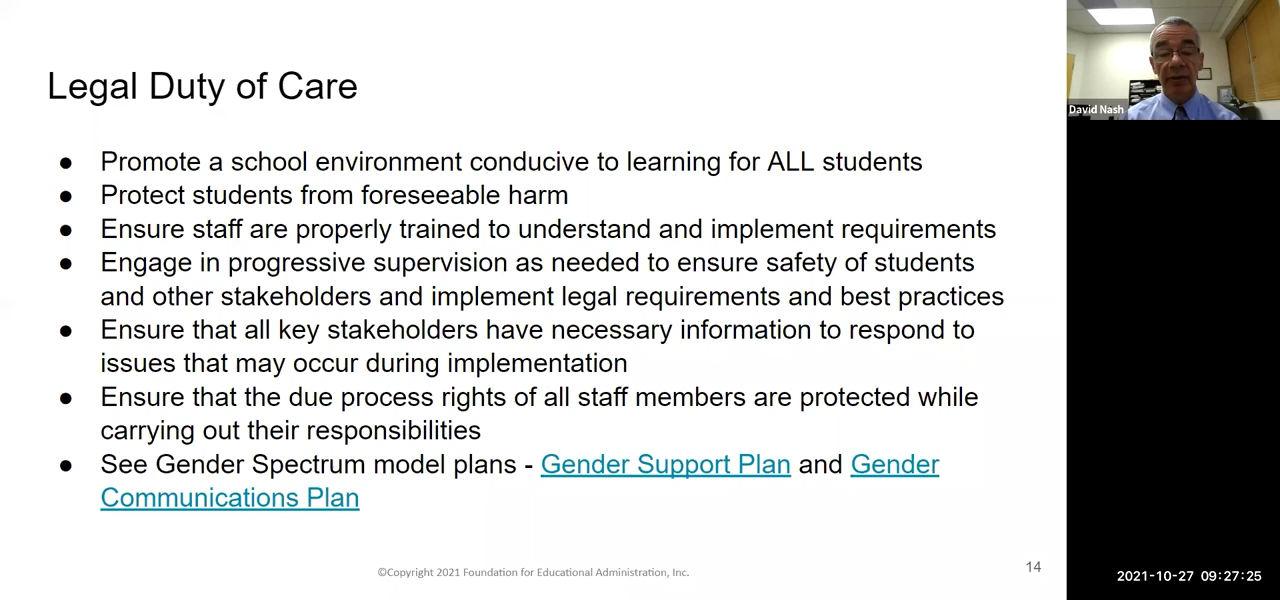 Legal Duty of Care
● Promote a school environment conducive to learning for ALL students
● Protect students from foreseeable harm
● Ensure staff are properly trained to understand and implement requirements
● Engage in progressive supervision as needed to ensure safety of students
and other stakeholders and implement legal requirements and best practices
● Ensure that all key stakeholders have necessary information to respond to
issues that may occur during implementation
● Ensure that the due process rights of all staff members are protected while
carrying out their responsibilities
● See Gender Spectrum model plans - Gender Support Plan and Gender
Communications Plan
©Copyright 2021 Foundation for Educational Administration, Inc.
14
David Nash
2021-10-27 09:27:25